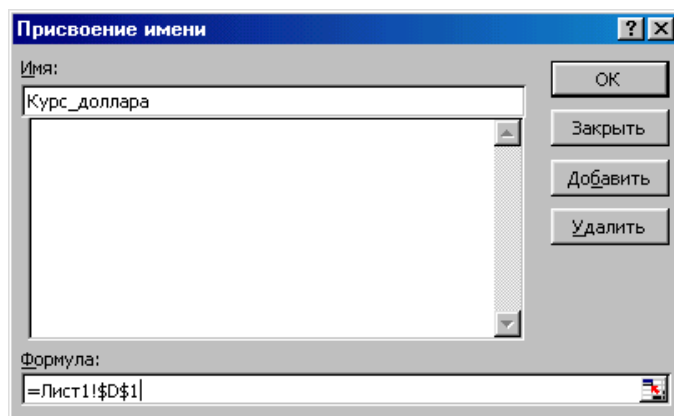 Присвоение имени
Имя:
Курс_доллара
OK
Закрыть
Добавить
Удалить
Формула:
=Лист1!$D$1